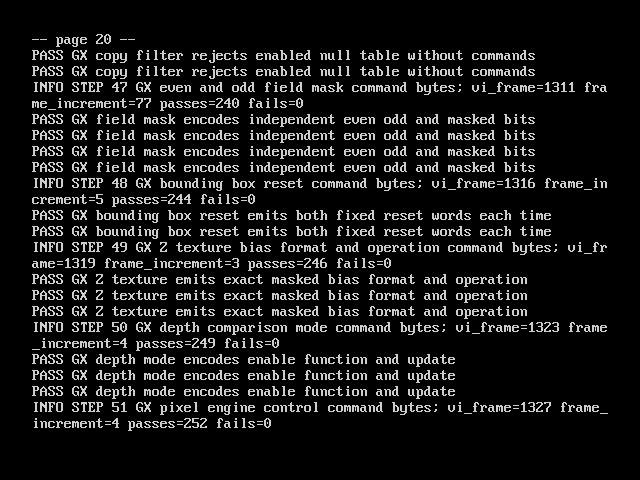 -- page 20 --
PASS GX copy filter rejects enabled null table without commands
PASS GX copy filter rejects enabled null table without commands
INFO STEP 47 GX even and odd field mask command bytes; vi_frame=1311 fra
me_increment=77 passes=240 fails=0
PASS GX field mask encodes independent even odd and masked bits
PASS GX field mask encodes independent even odd and masked bits
PASS GX field mask encodes independent even odd and masked bits
PASS GX field mask encodes independent even odd and masked bits
INFO STEP 48 GX bounding box reset command bytes; vi_frame=1316 frame_in
crement=5 passes=244 fails=0
PASS GX bounding box reset emits both fixed reset words each time
PASS GX bounding box reset emits both fixed reset words each time
INFO STEP 49 GX Z texture bias format and operation command bytes; vi_fr
ame=1319 frame_increment=3 passes=246 fails=0
PASS GX Z texture emits exact masked bias format and operation
PASS GX Z texture emits exact masked bias format and operation
PASS GX Z texture emits exact masked bias format and operation
INFO STEP 50 GX depth comparison mode command bytes; vi_frame=1323 frame
_increment=4 passes=249 fails=0
PASS GX depth mode encodes enable function and update
PASS GX depth mode encodes enable function and update
PASS GX depth mode encodes enable function and update
INFO STEP 51 GX pixel engine control command bytes; vi_frame=1327 frame_
increment=4 passes=252 fails=0